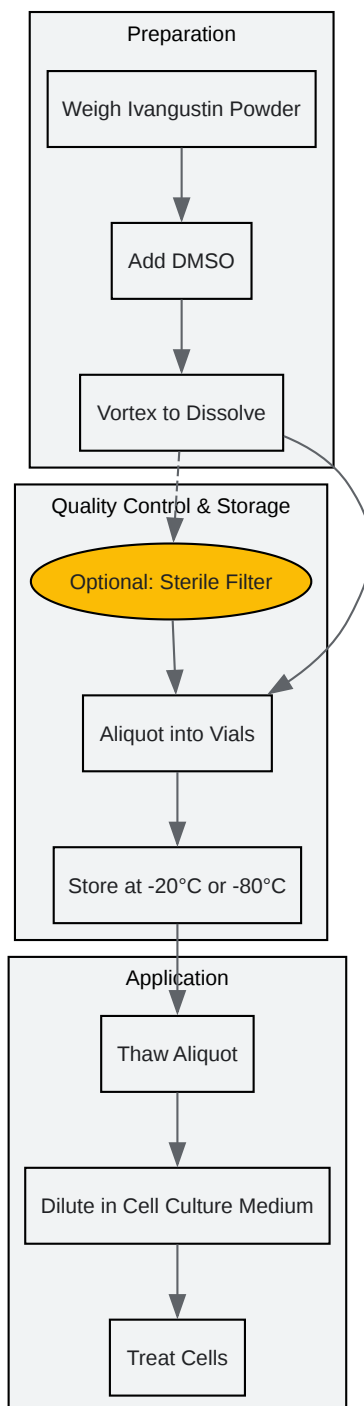 Preparation
Weigh Ivangustin Powder
Add DMSO
Vortex to Dissolve
Quality Control & Storage
Optional: Sterile Filter
Aliquot into Vials
Store at -20°C or -80°C
Application
Thaw Aliquot
Dilute in Cell Culture Medium
Treat Cells